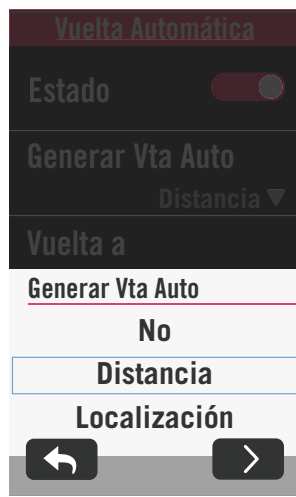 Vuelta Automática
Estado
Generar Vta Auto
Distancia
Vuelta a
Generar Vta Auto
No
Distancia
Localización